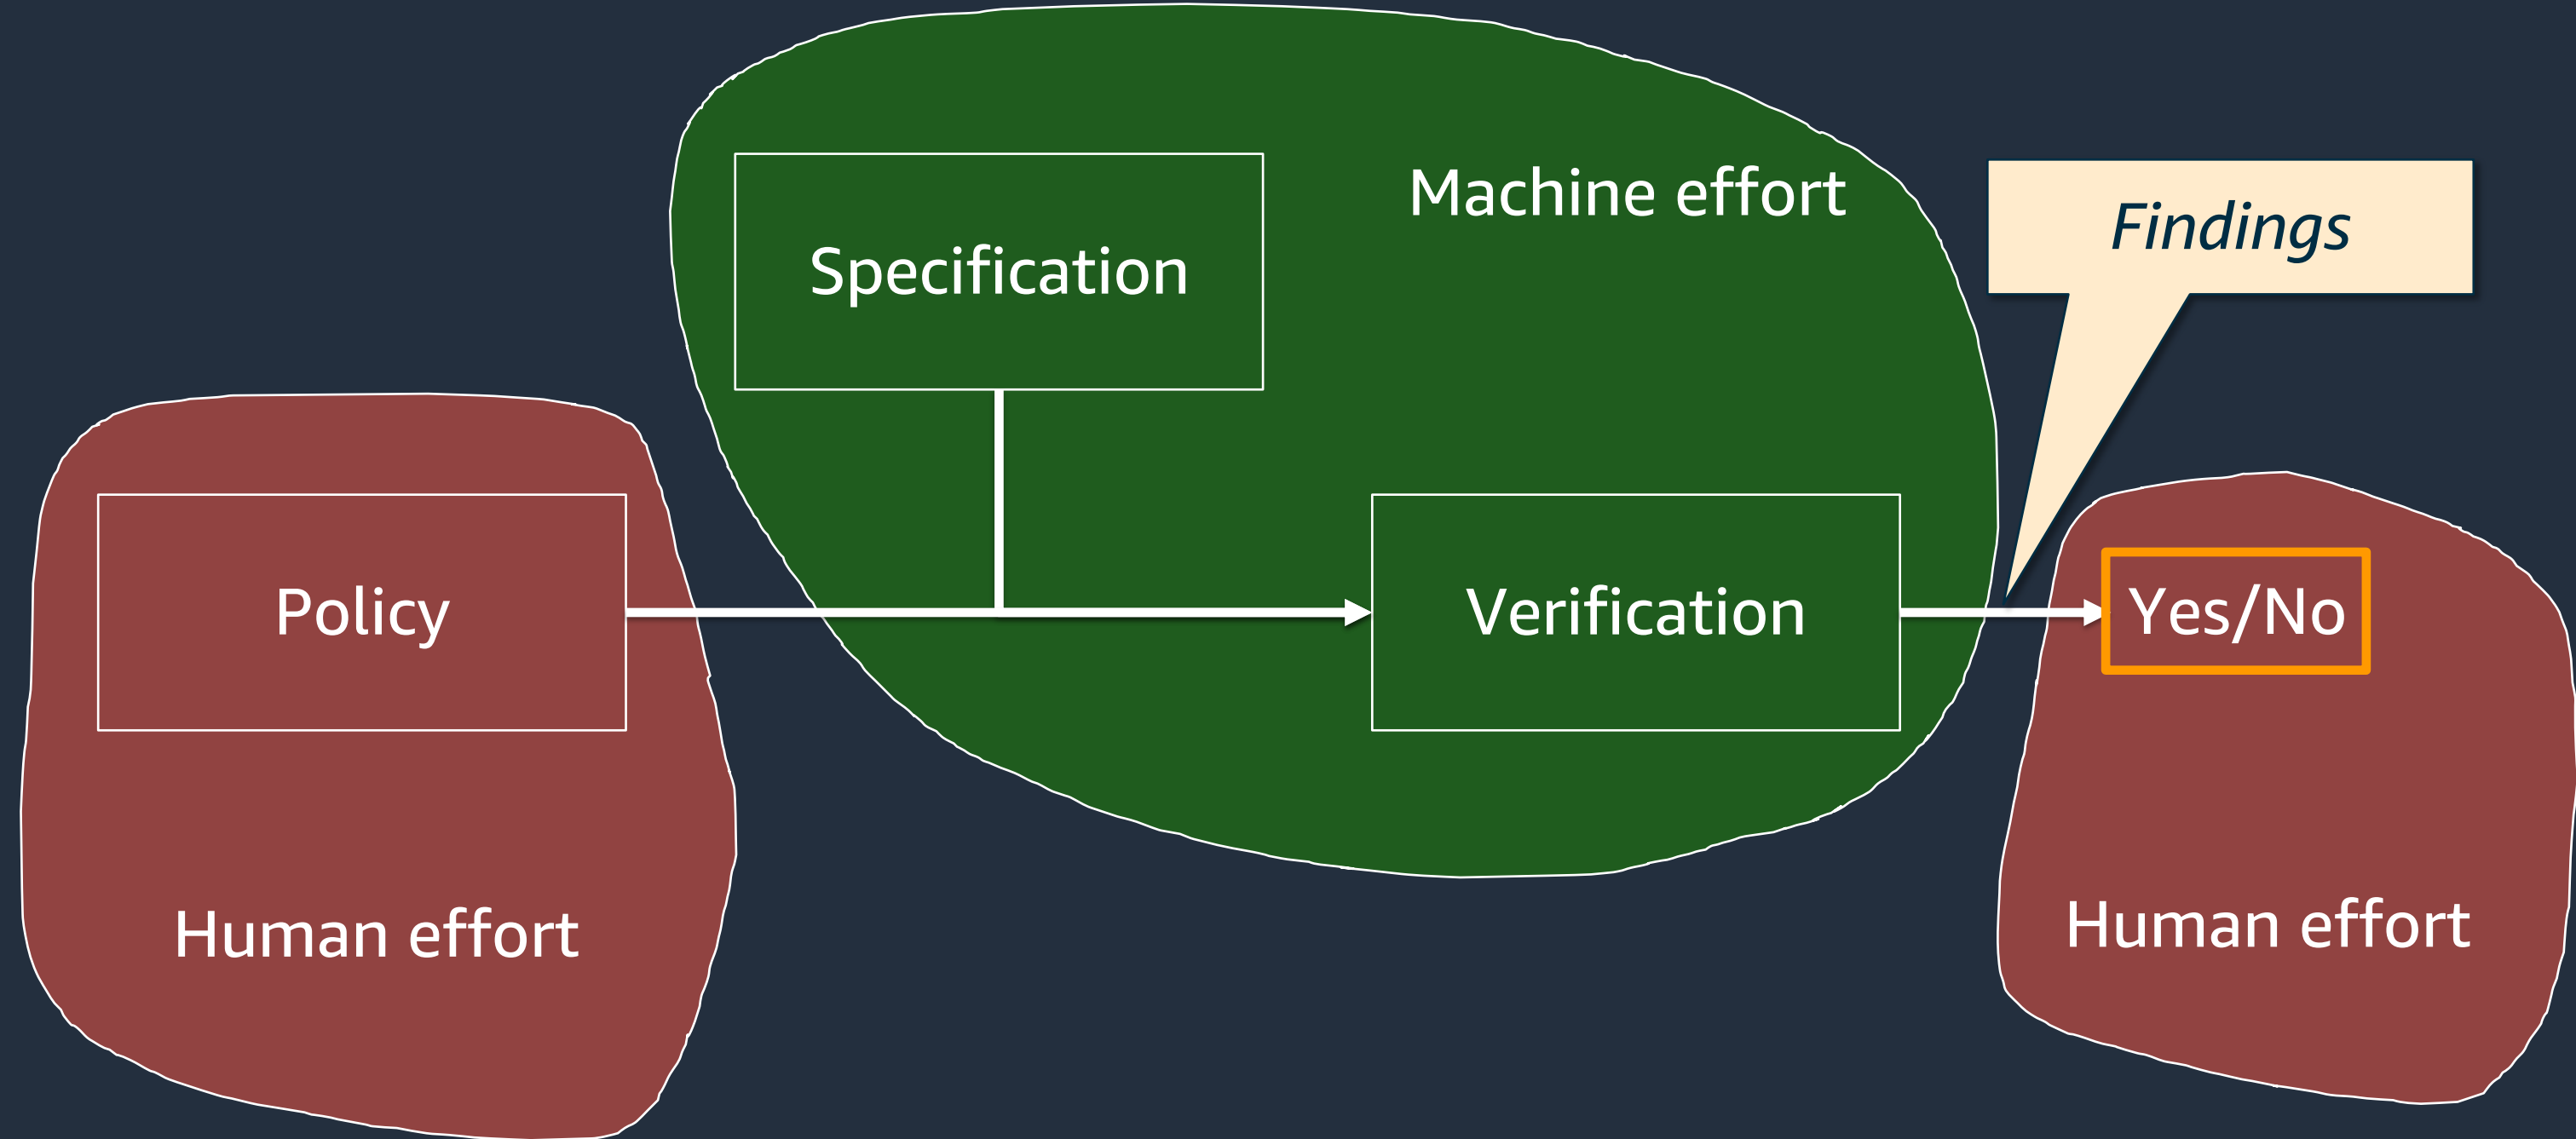 Machine effort
Specification
Findings
Policy
Verification
Yes/No
Human effort
Human effort